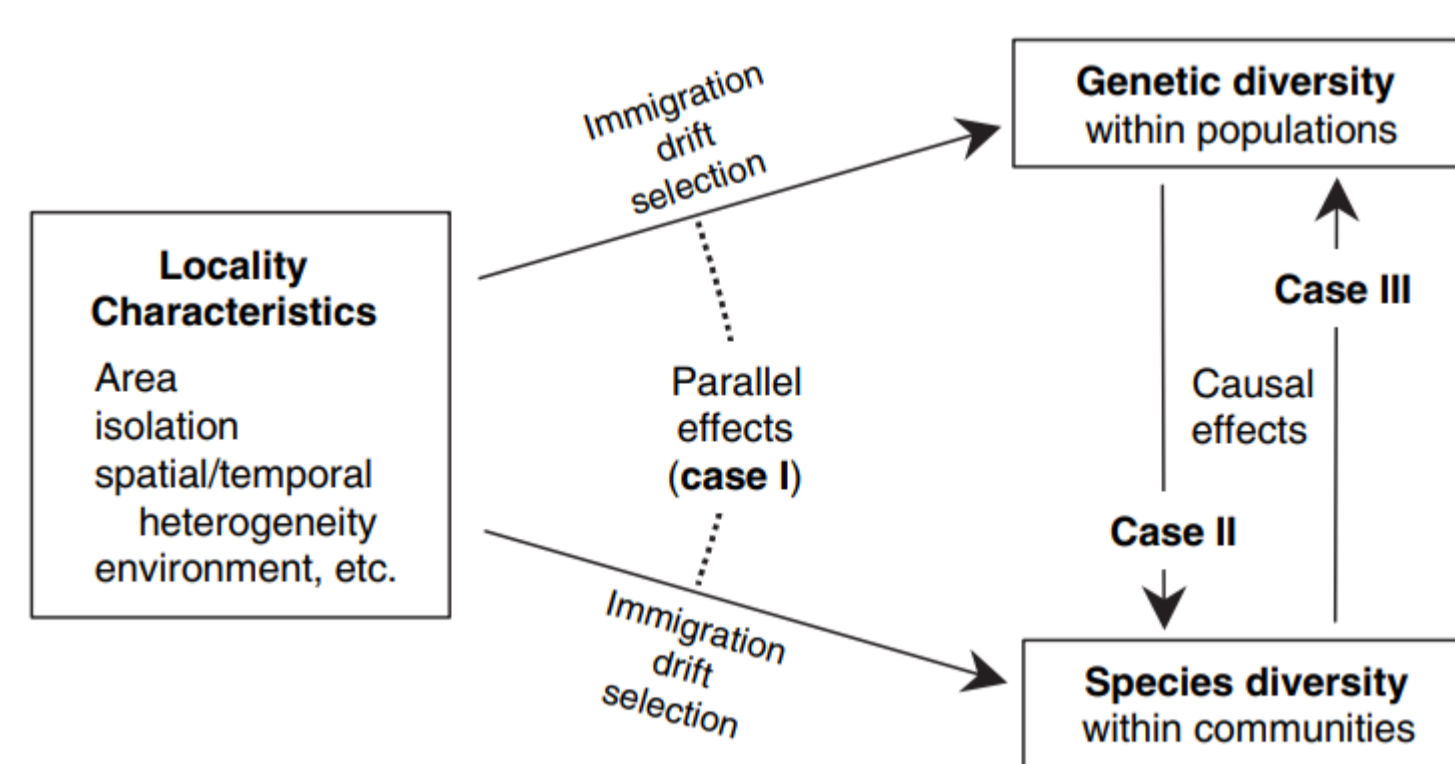 Locality
Characteristics
Area
isolation
spatial/temporal
heterogeneity
environment, etc.
Immigration
drift
selection
Parallel
effects
(case I)
Immigration
drift
selection
Genetic diversity
within populations
Case III
Causal
effects
Case II
Species diversity
within communities